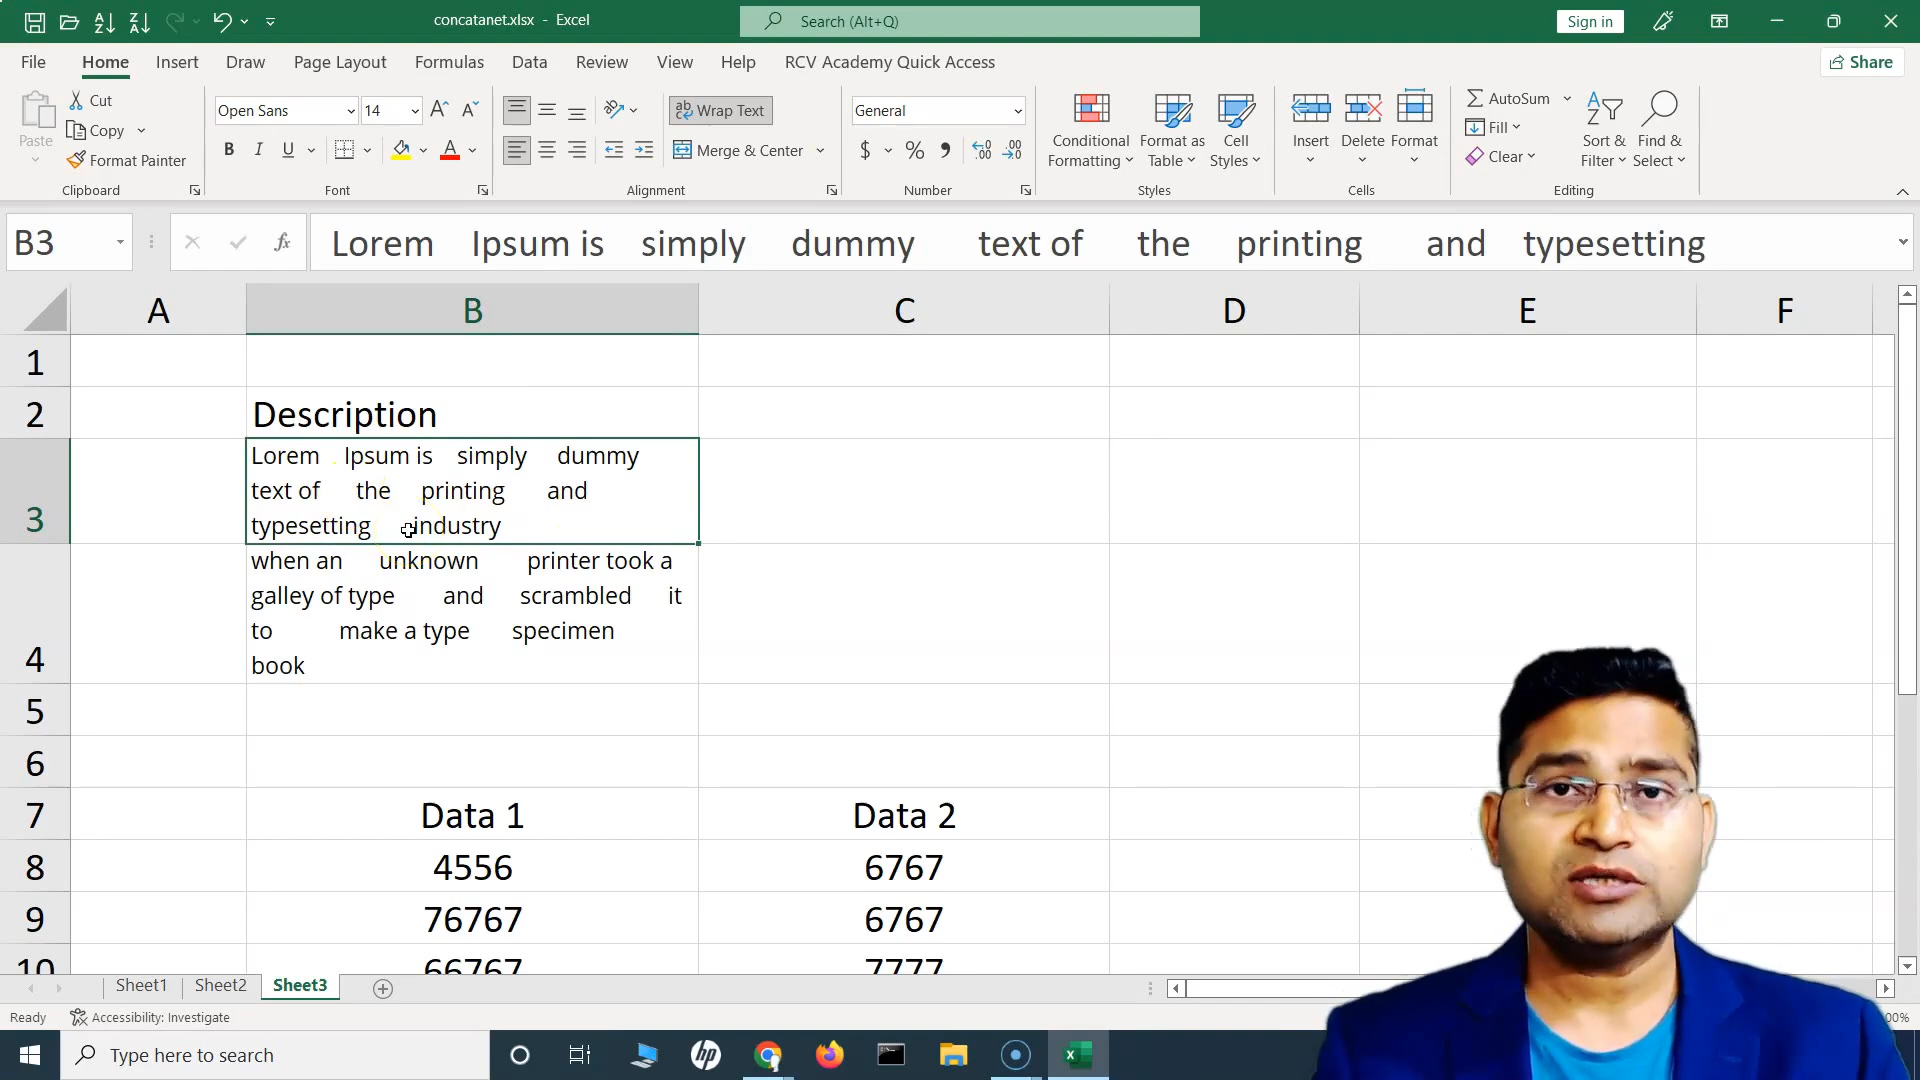 concatanet.xlsx - Excel
Search (Alt+Q)
Sign in
File Home Insert Draw Page Layout Formulas Data Review View Help RCV Academy Quick Access
Share
Paste
Cut
Copy
Format Painter
Clipboard
Open Sans 14
B I U
Font
Wrap Text
Merge & Center
Alignment
General
$ % ,
Number
Conditional Formatting
Format as Table
Cell Styles
Styles
Insert Delete Format
Cells
AutoSum
Fill
Clear
Sort & Filter
Find & Select
Editing
B3
fx
Lorem Ipsum is simply dummy text of the printing and typesetting
A B C D E F
1
2 Description
3 Lorem Ipsum is simply dummy
text of the printing and
typesetting industry
4 when an unknown printer took a
galley of type and scrambled it
to make a type specimen
book
5
6
7 Data 1 Data 2
8 4556 6767
9 76767 6767
10 66767 7777
Sheet1 Sheet2 Sheet3
Ready Accessibility: Investigate
00%
Type here to search
hp